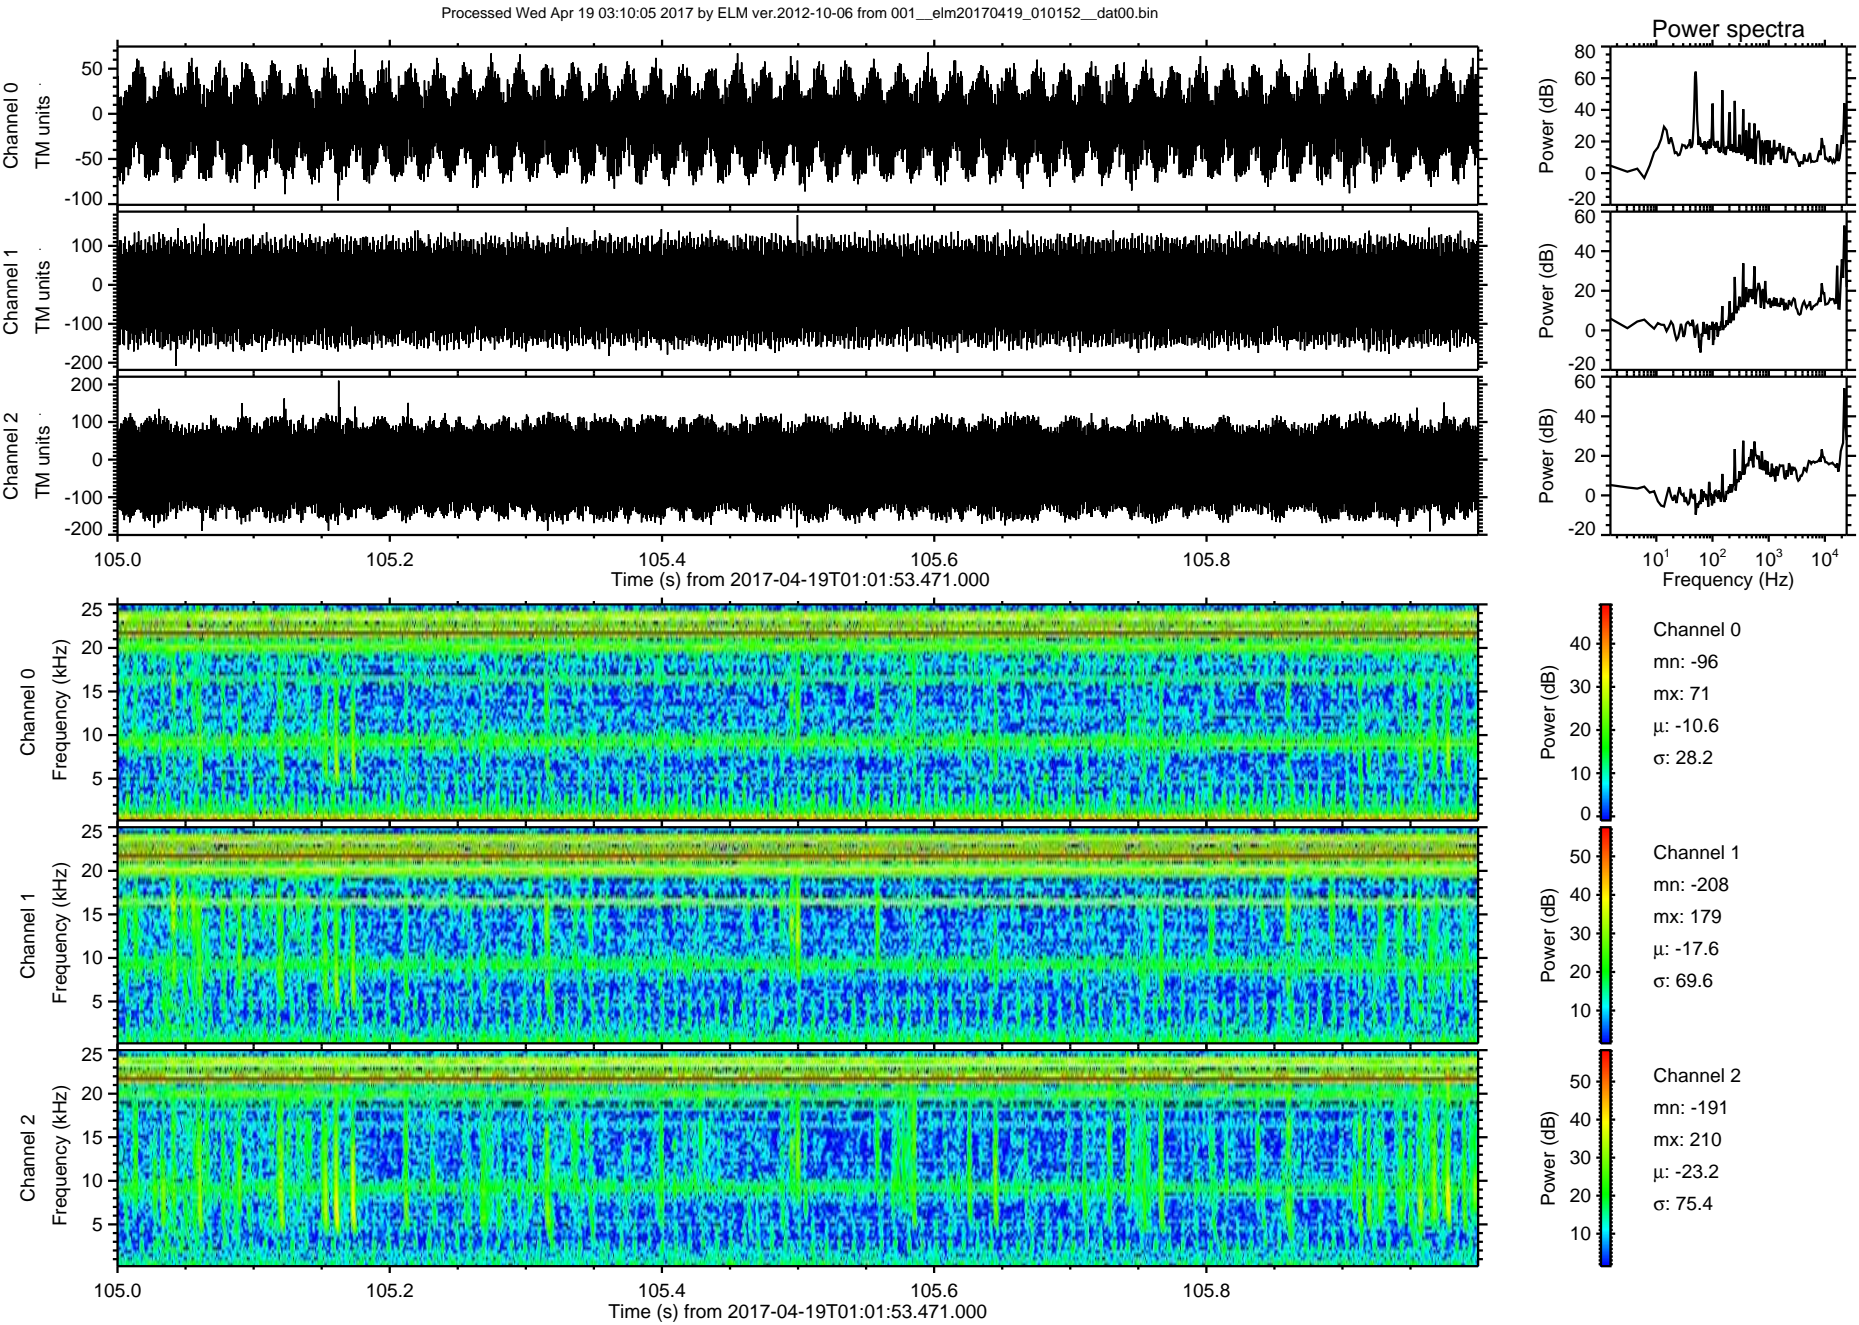 Processed Wed Apr 19 03:10:05 2017 by ELM ver.2012-10-06 from 001__elm20170419_010152__dat00.bin
Power spectra
Channel 0
TM units
50
0
-50
-100
Power (dB)
80
60
40
20
0
-20
Channel 1
TM units
100
0
-100
-200
Power (dB)
60
40
20
0
-20
Channel 2
TM units
200
100
0
-100
-200
Power (dB)
60
40
20
0
-20
105.0 105.2 105.4 105.6 105.8
Time (s) from 2017-04-19T01:01:53.471.000
10¹ 10² 10³ 10⁴
Frequency (Hz)
Channel 0
Frequency (kHz)
25
20
15
10
5
Power (dB)
40
30
20
10
0
Channel 0
mn: -96
mx: 71
μ: -10.6
σ: 28.2
Channel 1
Frequency (kHz)
25
20
15
10
5
Power (dB)
50
40
30
20
10
Channel 1
mn: -208
mx: 179
μ: -17.6
σ: 69.6
Channel 2
Frequency (kHz)
25
20
15
10
5
Power (dB)
50
40
30
20
10
Channel 2
mn: -191
mx: 210
μ: -23.2
σ: 75.4
105.0 105.2 105.4 105.6 105.8
Time (s) from 2017-04-19T01:01:53.471.000